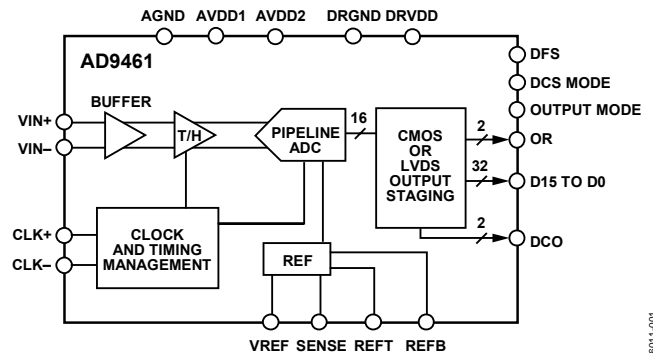 AGND AVDD1 AVDD2 DRGND DRVDD
AD9461
DFS
DCS MODE
OUTPUT MODE
OR
D15 TO D0
DCO
BUFFER
VIN+
VIN–
T/H
PIPELINE
ADC
16
CMOS
OR
LVDS
OUTPUT
STAGING
2
32
2
CLK+
CLK–
CLOCK
AND TIMING
MANAGEMENT
REF
VREF SENSE REFT REFB